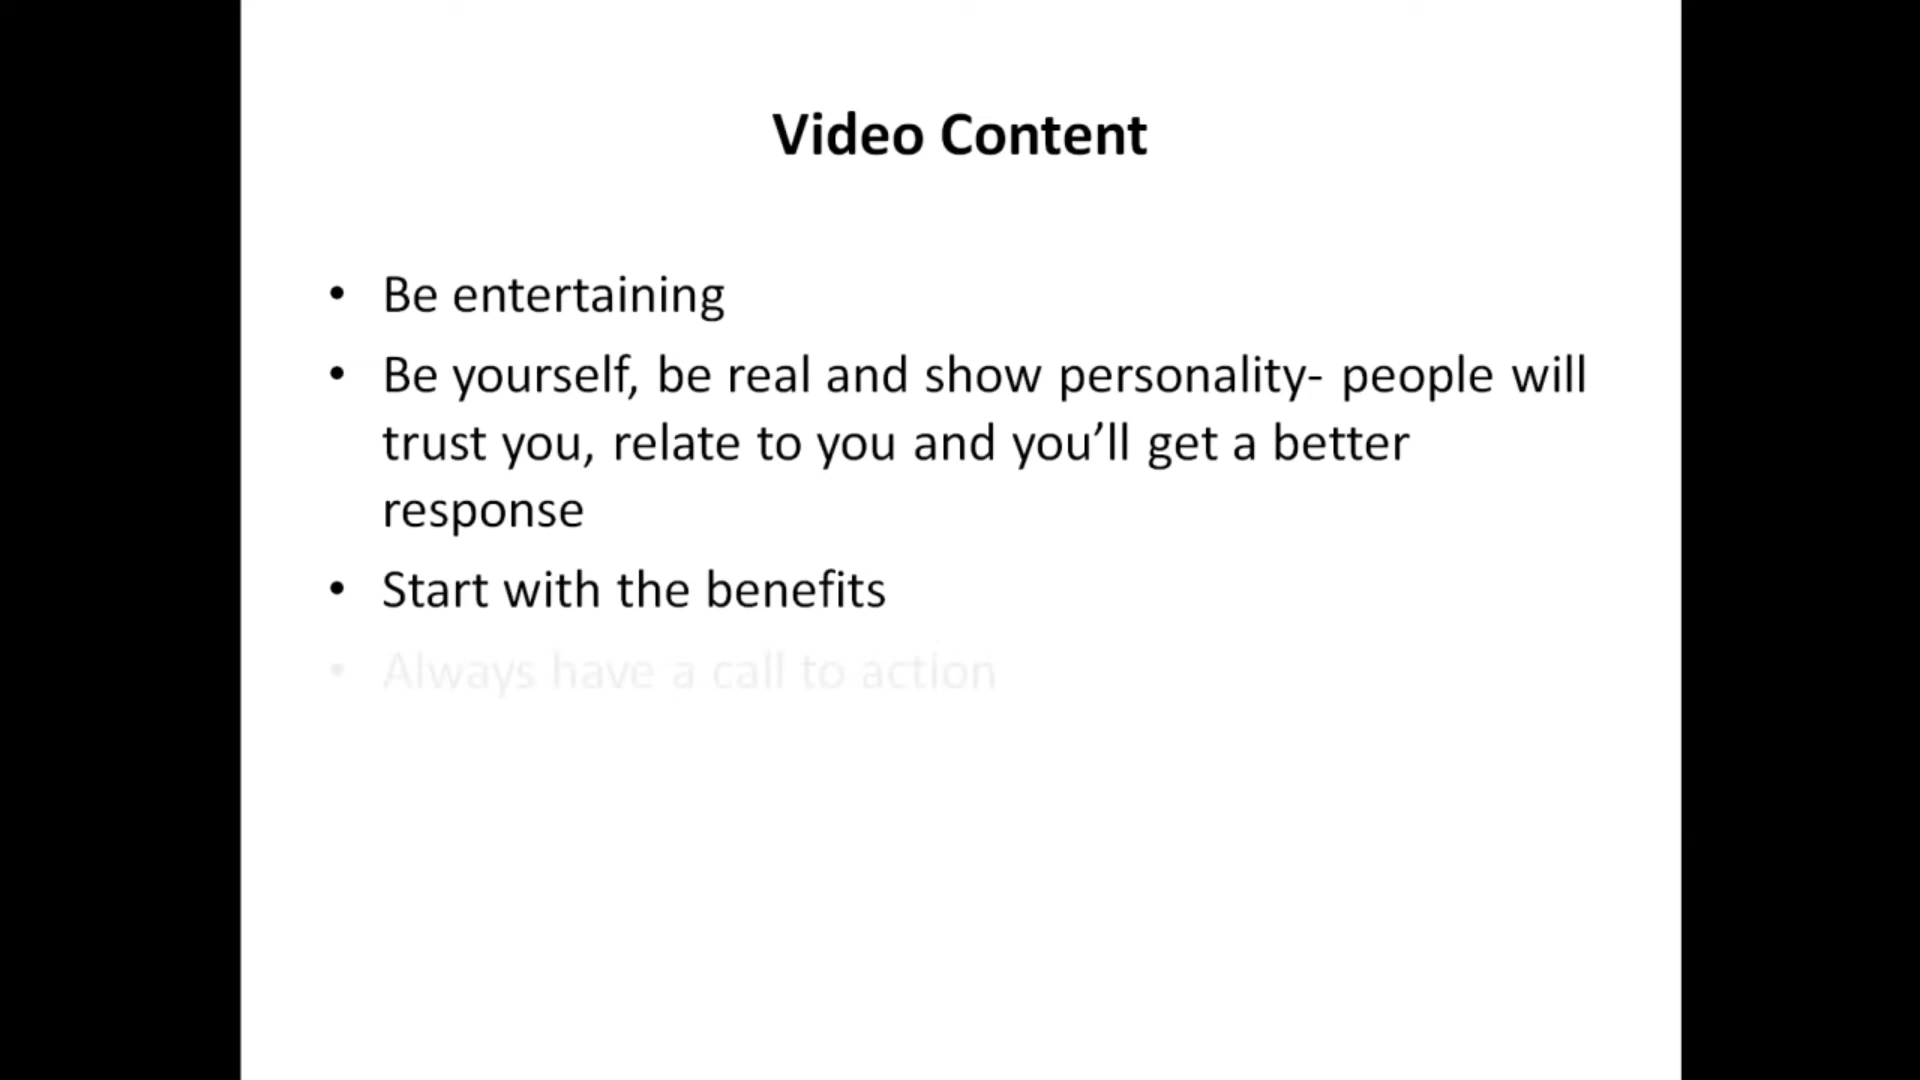 Video Content
• Be entertaining
• Be yourself, be real and show personality- people will
trust you, relate to you and you’ll get a better
response
• Start with the benefits
• Always have a call to action